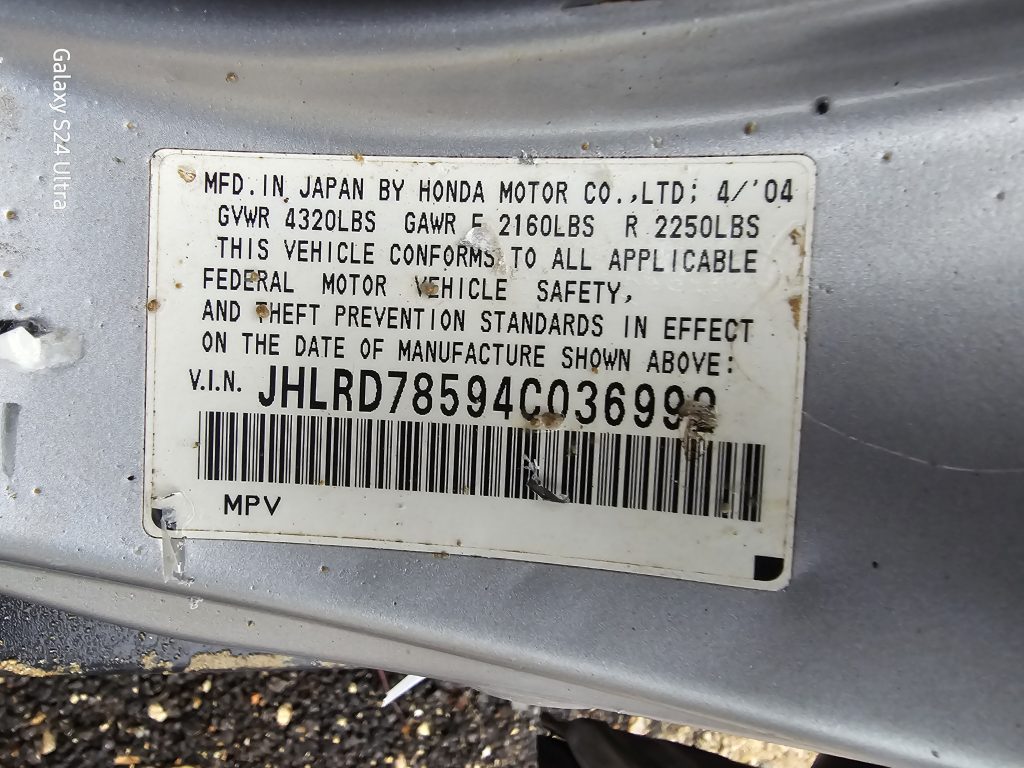 MFD. IN JAPAN BY HONDA MOTOR CO.,LTD; 4/'04
GVWR 4320LBS GAWR F 2160LBS R 2250LBS
THIS VEHICLE CONFORMS TO ALL APPLICABLE
FEDERAL MOTOR VEHICLE SAFETY,
AND THEFT PREVENTION STANDARDS IN EFFECT
ON THE DATE OF MANUFACTURE SHOWN ABOVE:
V.I.N.
MPV
Galaxy S24 Ultra